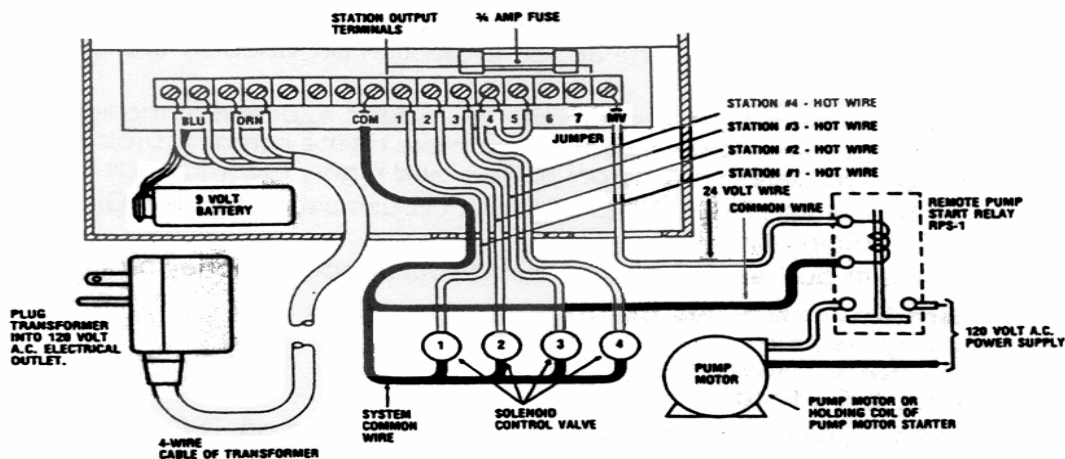 STATION OUTPUT
TERMINALS
¾ AMP FUSE
BLU
ORN
COM
1
2
3
4
5
6
7
MV
JUMPER
STATION #4 - HOT WIRE
STATION #3 - HOT WIRE
STATION #2 - HOT WIRE
STATION #1 - HOT WIRE
24 VOLT WIRE
COMMON WIRE
REMOTE PUMP
START RELAY
RPS-1
9 VOLT
BATTERY
PLUG
TRANSFORMER
INTO 120 VOLT
A.C. ELECTRICAL
OUTLET.
1
2
3
4
PUMP
MOTOR
120 VOLT A.C.
POWER SUPPLY
SYSTEM
COMMON
WIRE
SOLENOID
CONTROL VALVE
PUMP MOTOR OR
HOLDING COIL OF
PUMP MOTOR STARTER
4-WIRE
CABLE OF TRANSFORMER